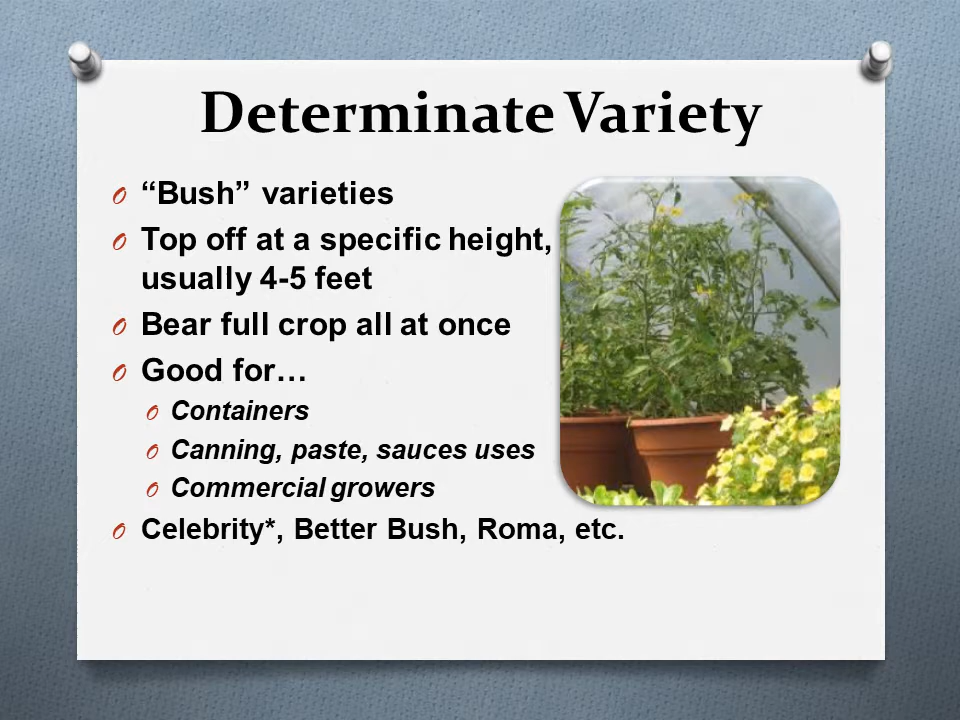 Determinate Variety
“Bush” varieties
Top off at a specific height,
usually 4-5 feet
Bear full crop all at once
Good for…
Containers
Canning, paste, sauces uses
Commercial growers
Celebrity*, Better Bush, Roma, etc.